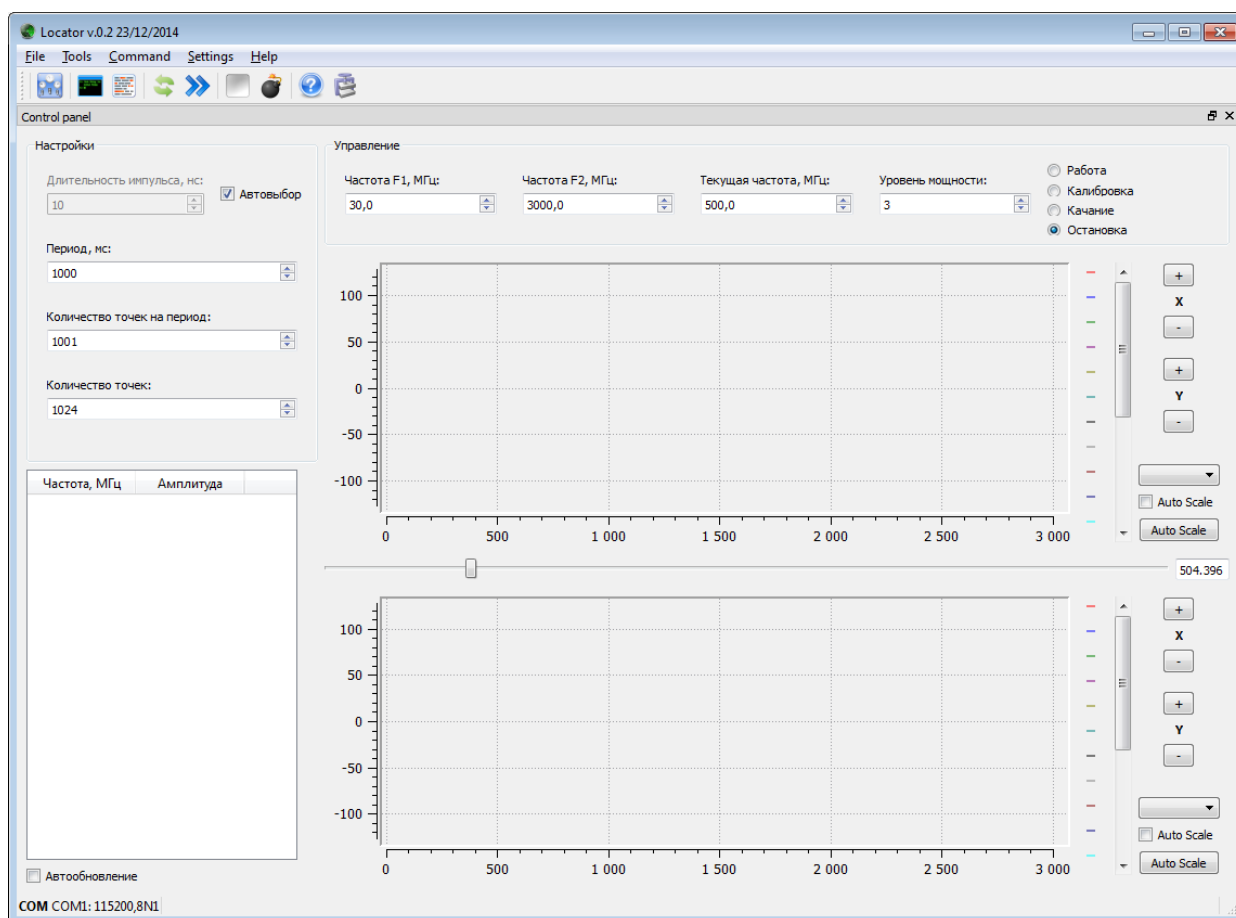 Locator v.0.2 23/12/2014
File Tools Command Settings Help
Control panel
Настройки
Длительность импульса, нс:
10
Автовыбор
Период, мс:
1000
Количество точек на период:
1001
Количество точек:
1024
Управление
Частота F1, МГц:
30,0
Частота F2, МГц:
3000,0
Текущая частота, МГц:
500,0
Уровень мощности:
3
Работа
Калибровка
Качание
Остановка
100
50
0
-50
-100
0 500 1 000 1 500 2 000 2 500 3 000
+
X
-
+
Y
-
Auto Scale
Auto Scale
504.396
Частота, МГц Амплитуда
100
50
0
-50
-100
0 500 1 000 1 500 2 000 2 500 3 000
+
X
-
+
Y
-
Auto Scale
Auto Scale
Автообновление
COM COM1: 115200,8N1